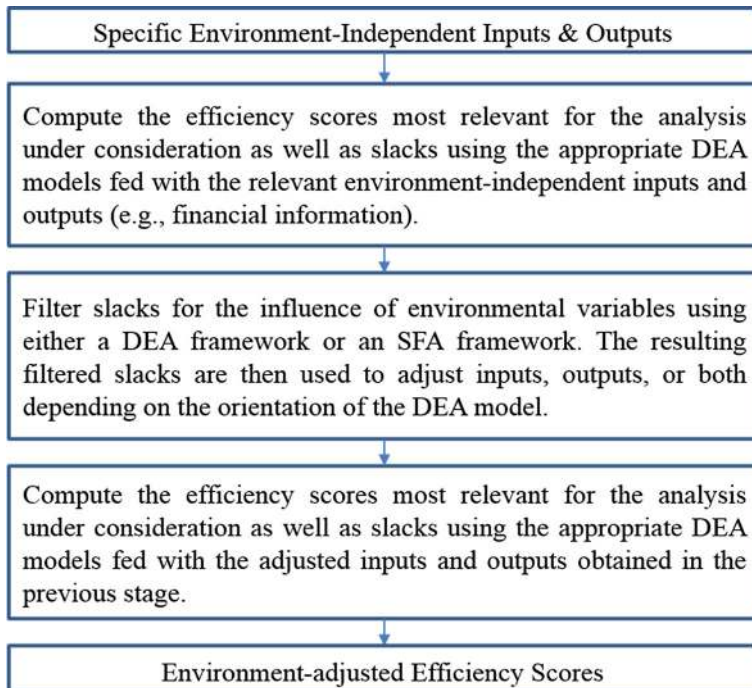 Specific Environment-Independent Inputs & Outputs
Compute the efficiency scores most relevant for the analysis
under consideration as well as slacks using the appropriate DEA
models fed with the relevant environment-independent inputs and
outputs (e.g., financial information).
Filter slacks for the influence of environmental variables using
either a DEA framework or an SFA framework. The resulting
filtered slacks are then used to adjust inputs, outputs, or both
depending on the orientation of the DEA model.
Compute the efficiency scores most relevant for the analysis
under consideration as well as slacks using the appropriate DEA
models fed with the adjusted inputs and outputs obtained in the
previous stage.
Environment-adjusted Efficiency Scores